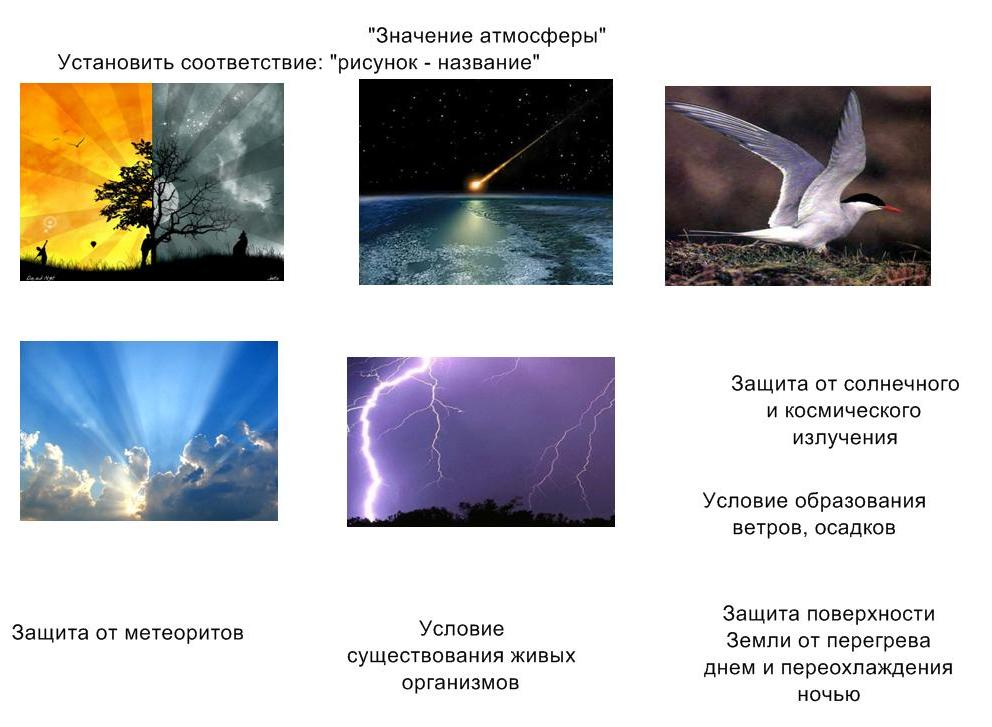 "Значение атмосферы"
Установить соответствие: "рисунок - название"
Защита от солнечного
и космического
излучения
Условие образования
ветров, осадков
Защита от метеоритов
Условие
существования живых
организмов
Защита поверхности
Земли от перегрева
днем и переохлаждения
ночью